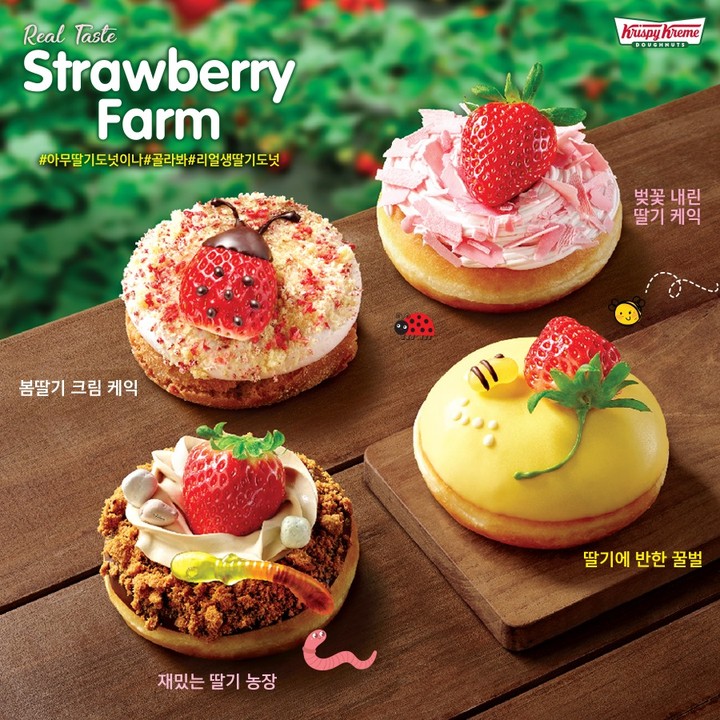 Real Taste
Strawberry
Farm
#아무딸기도넛이나#골라봐#리얼생딸기도넛
Krispy Kreme
DOUGHNUTS
벚꽃 내린
딸기 케익
봄딸기 크림 케익
딸기에 반한 꿀벌
재밌는 딸기 농장